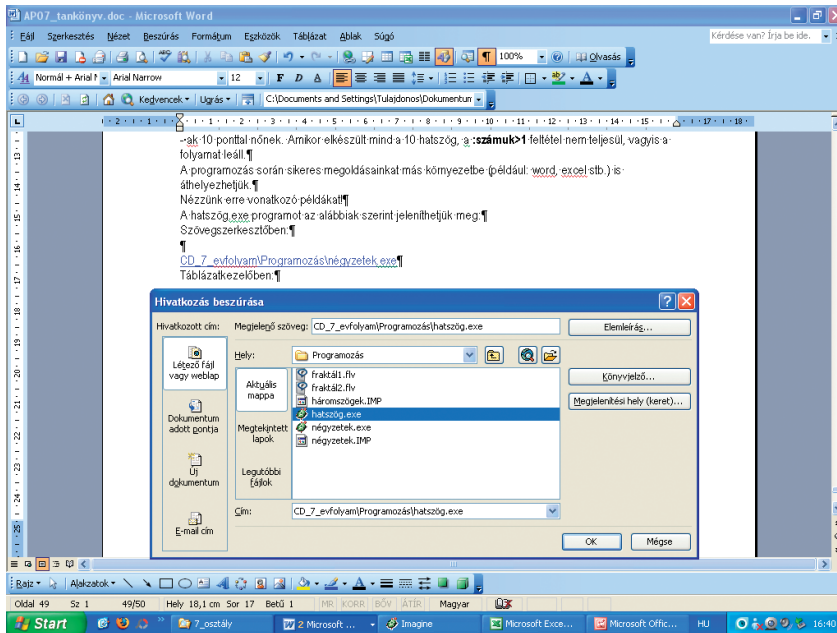 AP07_tankönyv.doc - Microsoft Word
Fájl Szerkesztés Nézet Beszúrás Formátum Eszközök Táblázat Ablak Súgó
Kérdése van? Írja be ide.
100%
Olvasás
Normál + Arial N
Arial Narrow
12
F D A
Kedvencek
Ugrás
C:\Documents and Settings\Tulajdonos\Dokumentun
-ak 10 ponttal nőnek. Amikor elkészült mind a 10 hatszög, a :számuk>1 feltétel nem teljesül, vagyis a
folyamat leáll.¶
A programozás során sikeres megoldásainkat más környezetbe (például: word, excel stb.) is
áthelyezhetjük.¶
Nézzünk erre vonatkozó példákat!¶
A hatszög.exe programot az alábbiak szerint jeleníthetjük meg:¶
Szövegszerkesztőben:¶
¶
CD_7_evfolyam\Programozás\négyzetek.exe¶
Táblázatkezelőben:¶
Hivatkozás beszúrása
Hivatkozott cím:
Megjelenő szöveg: CD_7_evfolyam\Programozás\hatszög.exe
Elemleírás...
Létező fájl
vagy weblap
Dokumentum
adott pontja
Új
dokumentum
E-mail cím
Hely:
Programozás
Aktuális
mappa
Megtekintett
lapok
Legutóbbi
fájlok
fraktál1.flv
fraktál2.flv
háromszögek.IMP
hatszög.exe
négyzetek.exe
négyzetek.IMP
Könyvjelző...
Megjelenítési hely (keret)...
Cím:
CD_7_evfolyam\Programozás\hatszög.exe
OK
Mégse
Rajz
Alakzatok
Oldal 49 Sz 1 49/50 Hely 18,1 cm Sor 17 Betű 1 MR KORR BŐV ÁTÍR Magyar
Start
7_osztály
2 Microsoft ...
Imagine
Microsoft Exce...
Microsoft Offic...
HU
16:40